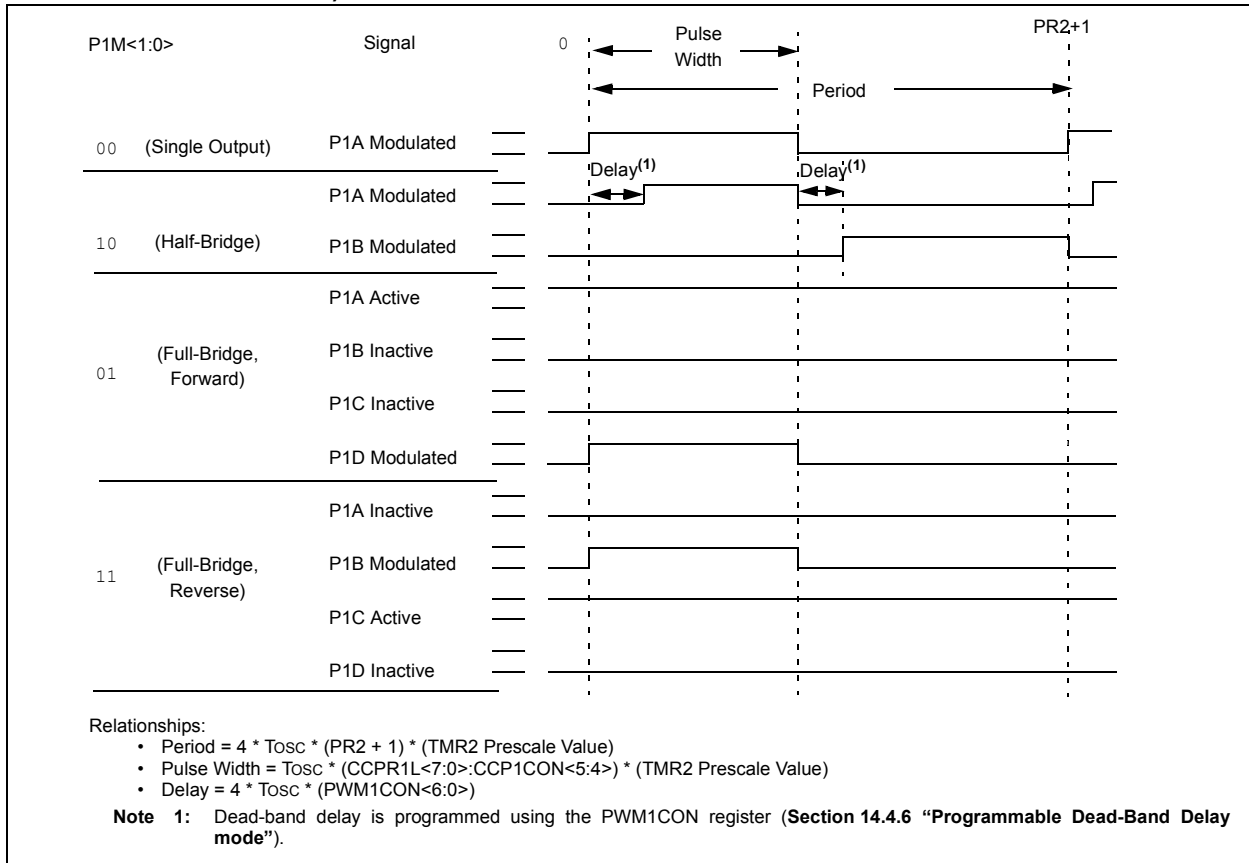 P1M<1:0> Signal 0 Pulse Width PR2+1
Period
00 (Single Output) P1A Modulated
Delay(1) Delay(1)
P1A Modulated
10 (Half-Bridge) P1B Modulated
P1A Active
(Full-Bridge, Forward) P1B Inactive
01
P1C Inactive
P1D Modulated
P1A Inactive
(Full-Bridge, Reverse) P1B Modulated
11
P1C Active
P1D Inactive
Relationships:
• Period = 4 * TOSC * (PR2 + 1) * (TMR2 Prescale Value)
• Pulse Width = TOSC * (CCPR1L<7:0>:CCP1CON<5:4>) * (TMR2 Prescale Value)
• Delay = 4 * TOSC * (PWM1CON<6:0>)
Note 1: Dead-band delay is programmed using the PWM1CON register (Section 14.4.6 “Programmable Dead-Band Delay
mode”).